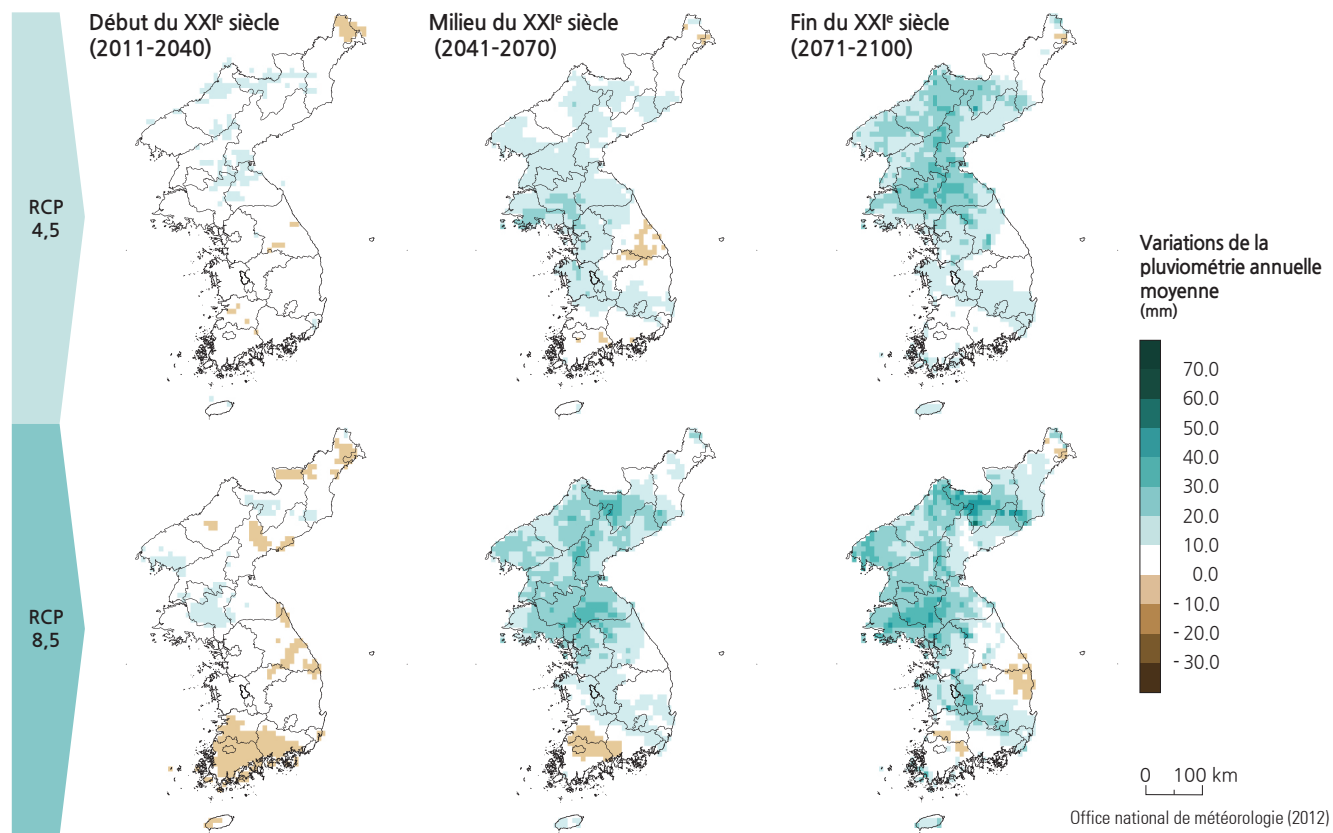 Début du XXIᵉ siècle
(2011-2040)
Milieu du XXIᵉ siècle
(2041-2070)
Fin du XXIᵉ siècle
(2071-2100)
RCP
4,5
RCP
8,5
Variations de la
pluviométrie annuelle
moyenne
(mm)
70.0
60.0
50.0
40.0
30.0
20.0
10.0
0.0
- 10.0
- 20.0
- 30.0
0 100 km
Office national de météorologie (2012)